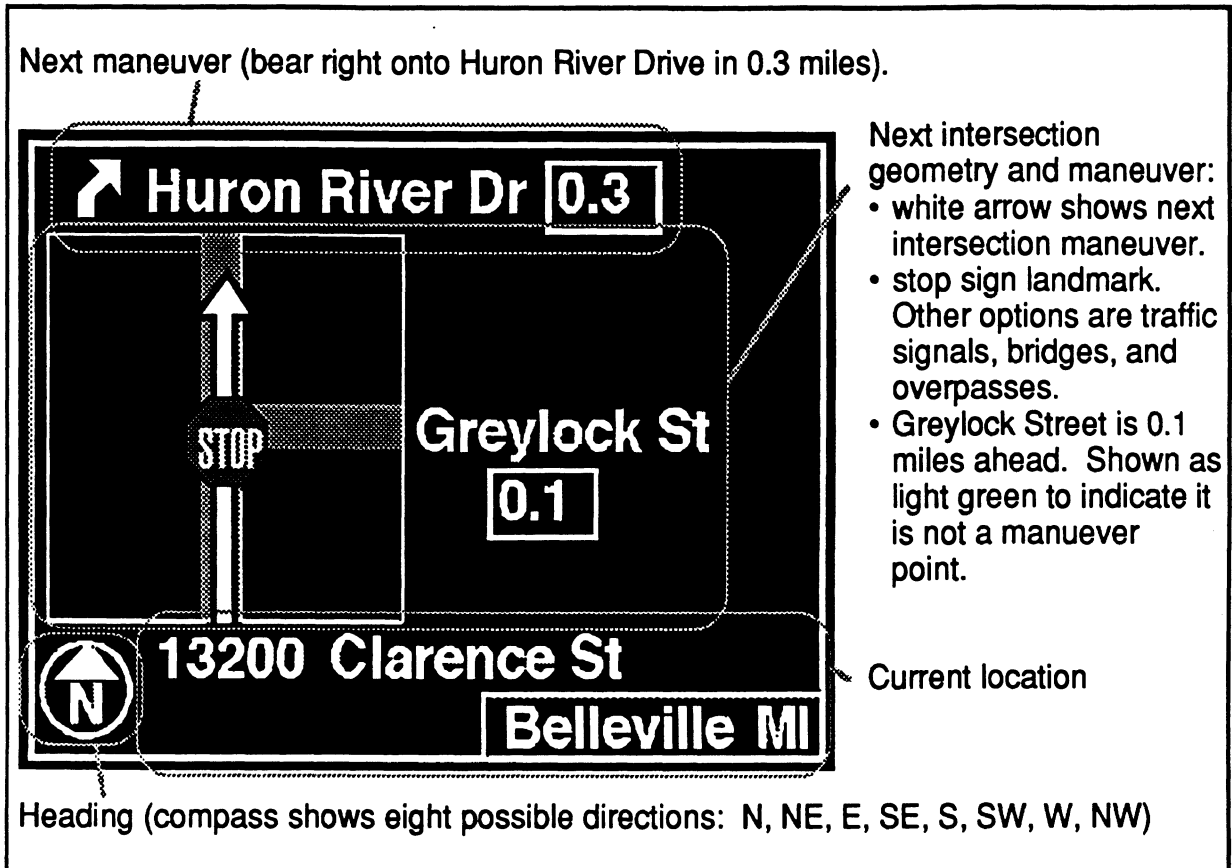 Next maneuver (bear right onto Huron River Drive in 0.3 miles).
Huron River Dr 0.3
STOP
Greylock St
0.1
13200 Clarence St
N
Belleville MI
Next intersection
geometry and maneuver:
• white arrow shows next
intersection maneuver.
• stop sign landmark.
Other options are traffic
signals, bridges, and
overpasses.
• Greylock Street is 0.1
miles ahead. Shown as
light green to indicate it
is not a manuever
point.
Current location
Heading (compass shows eight possible directions: N, NE, E, SE, S, SW, W, NW)